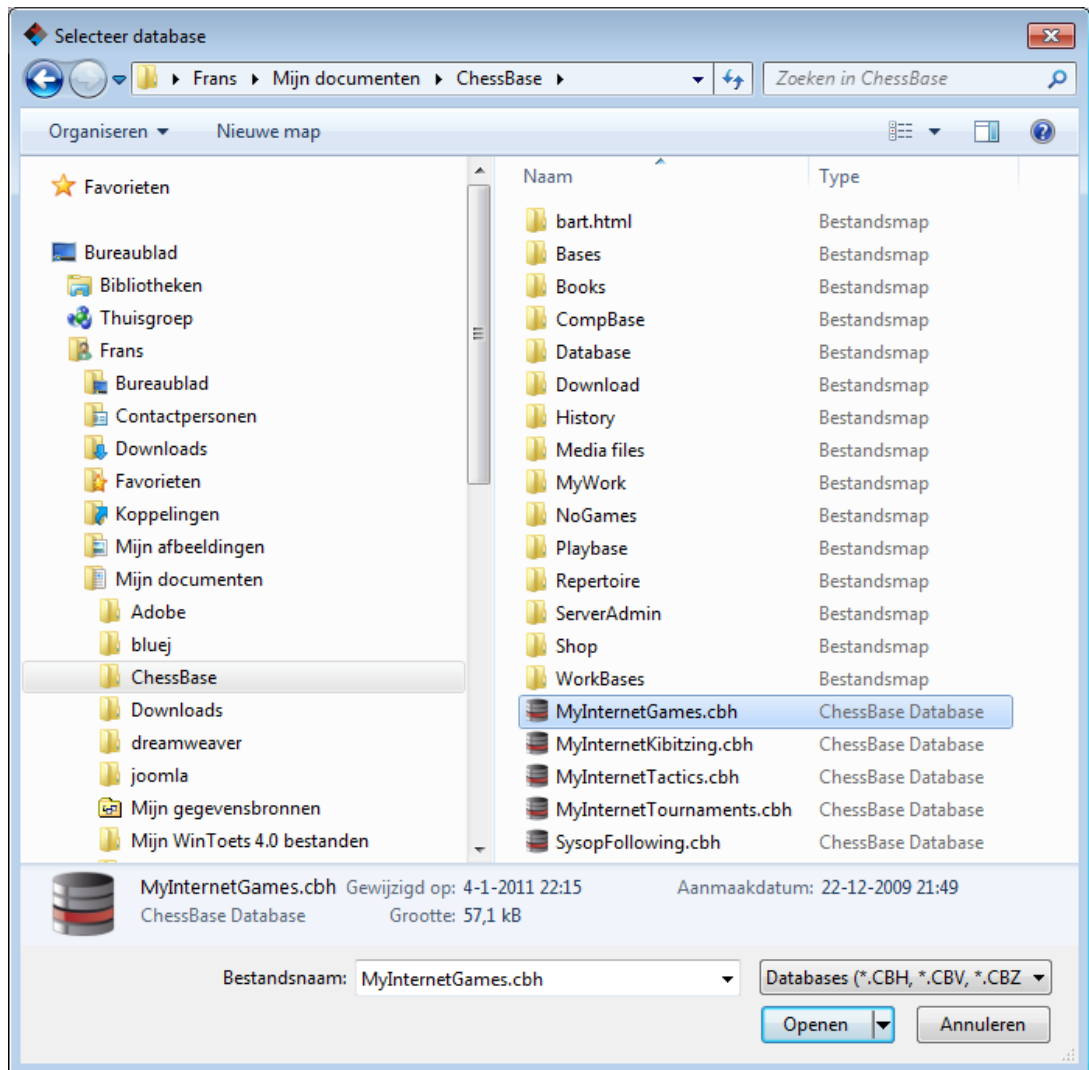 Selecteer database
Frans Mijn documenten ChessBase
Zoeken in ChessBase
Organiseren Nieuwe map
Favorieten
Bureaublad
Bibliotheken
Thuisgroep
Frans
Bureaublad
Contactpersonen
Downloads
Favorieten
Koppelingen
Mijn afbeeldingen
Mijn documenten
Adobe
bluej
ChessBase
Downloads
dreamweaver
joomla
Mijn gegevensbronnen
Mijn WinToets 4.0 bestanden
Naam Type
bart.html Bestandsmap
Bases Bestandsmap
Books Bestandsmap
CompBase Bestandsmap
Database Bestandsmap
Download Bestandsmap
History Bestandsmap
Media files Bestandsmap
MyWork Bestandsmap
NoGames Bestandsmap
Playbase Bestandsmap
Repertoire Bestandsmap
ServerAdmin Bestandsmap
Shop Bestandsmap
WorkBases Bestandsmap
MyInternetGames.cbh ChessBase Database
MyInternetKibitzing.cbh ChessBase Database
MyInternetTactics.cbh ChessBase Database
MyInternetTournaments.cbh ChessBase Database
SysopFollowing.cbh ChessBase Database
MyInternetGames.cbh Gewijzigd op: 4-1-2011 22:15 Aanmaakdatum: 22-12-2009 21:49
ChessBase Database Grootte: 57,1 kB
Bestandsnaam: MyInternetGames.cbh Databases (*.CBH, *.CBV, *.CBZ
Openen Annuleren